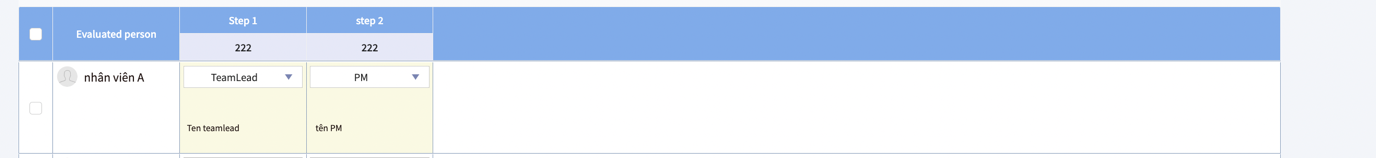 Evaluated person
Step 1
step 2
222
222
nhân viên A
TeamLead
PM
Ten teamlead
tên PM